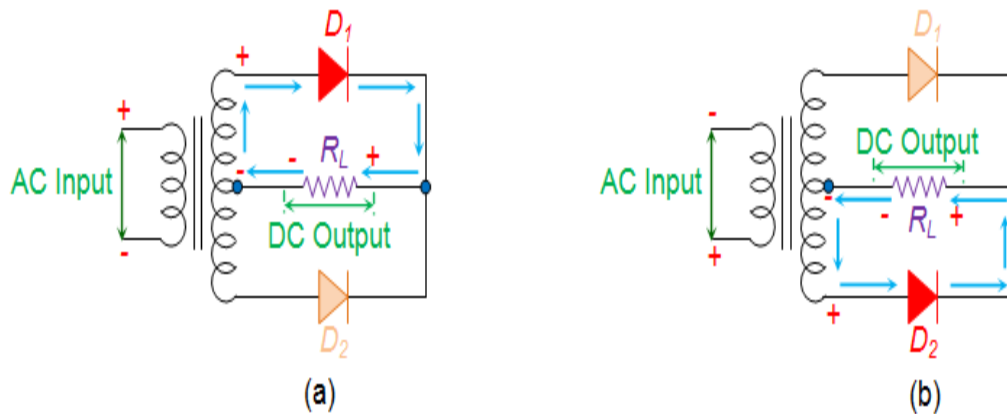 D1
+
+
AC Input
-
-
-
RL
+
DC Output
D2
(a)
D1
-
AC Input
+
DC Output
-
-
RL
+
+
D2
(b)